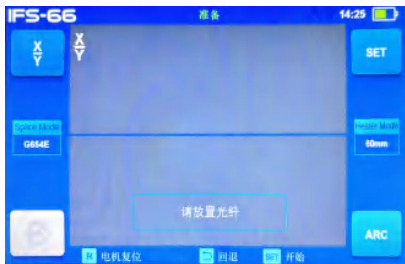 IFS-66 准备 14:25
X
Y
X
Y
SET
Splice Mode
G654E
Heater Mode
60mm
请放置光纤
ARC
R 电机复位 回退 SET 开始